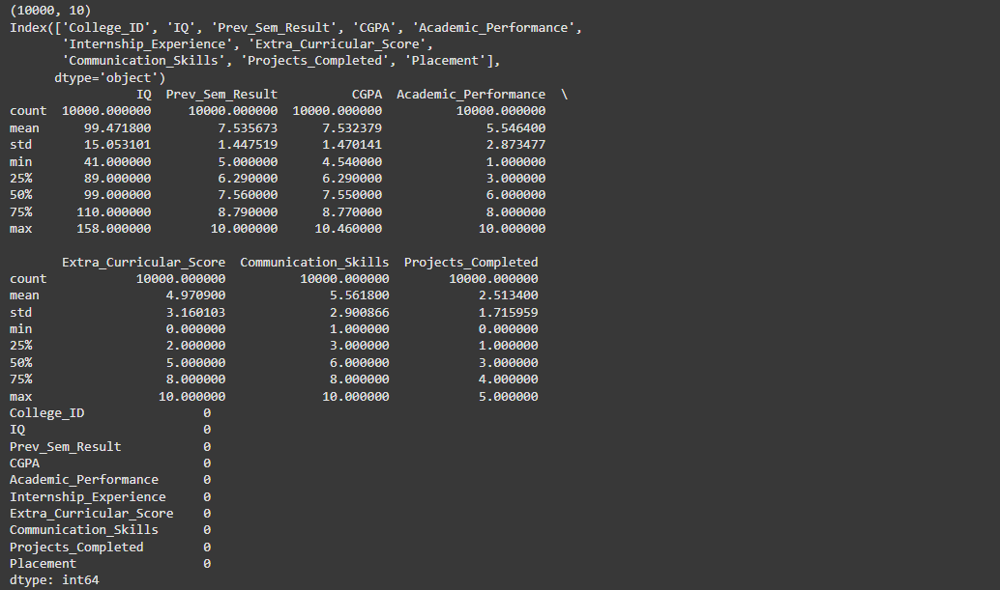 (10000, 10)
Index(['College_ID', 'IQ', 'Prev_Sem_Result', 'CGPA', 'Academic_Performance',
       'Internship_Experience', 'Extra_Curricular_Score',
       'Communication_Skills', 'Projects_Completed', 'Placement'],
      dtype='object')
                 IQ  Prev_Sem_Result          CGPA  Academic_Performance  \
count  10000.000000     10000.000000  10000.000000          10000.000000
mean      99.471800         7.535673      7.532379              5.546400
std       15.053101         1.447519      1.470141              2.873477
min       41.000000         5.000000      4.540000              1.000000
25%       89.000000         6.290000      6.290000              3.000000
50%       99.000000         7.560000      7.550000              6.000000
75%      110.000000         8.790000      8.770000              8.000000
max      158.000000        10.000000     10.460000             10.000000

       Extra_Curricular_Score  Communication_Skills  Projects_Completed
count            10000.000000          10000.000000        10000.000000
mean                 4.970900              5.561800            2.513400
std                  3.160103              2.900866            1.715959
min                  0.000000              1.000000            0.000000
25%                  2.000000              3.000000            1.000000
50%                  5.000000              6.000000            3.000000
75%                  8.000000              8.000000            4.000000
max                 10.000000             10.000000            5.000000
College_ID                0
IQ                        0
Prev_Sem_Result           0
CGPA                      0
Academic_Performance      0
Internship_Experience     0
Extra_Curricular_Score    0
Communication_Skills      0
Projects_Completed        0
Placement                 0
dtype: int64